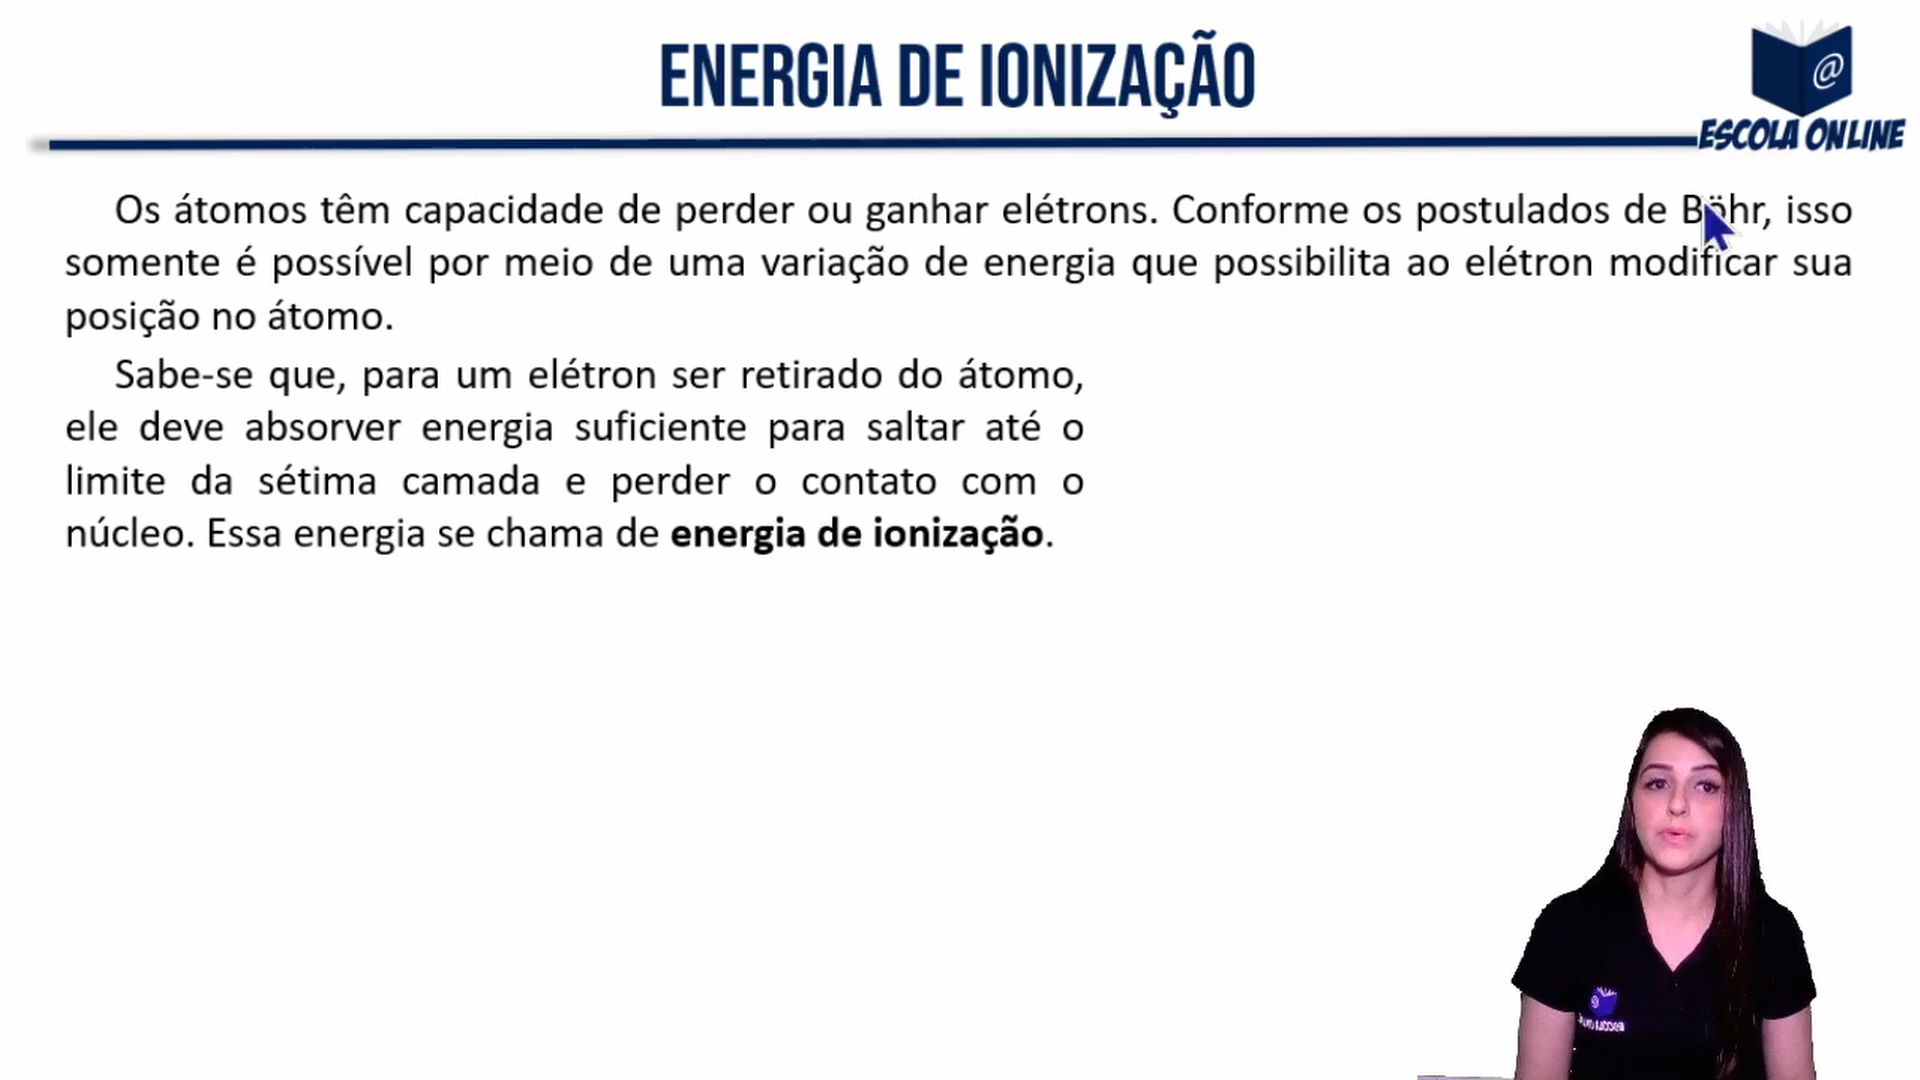 ENERGIA DE IONIZAÇÃO
@
ESCOLA ONLINE
Os átomos têm capacidade de perder ou ganhar elétrons. Conforme os postulados de Böhr, isso
somente é possível por meio de uma variação de energia que possibilita ao elétron modificar sua
posição no átomo.
Sabe-se que, para um elétron ser retirado do átomo,
ele deve absorver energia suficiente para saltar até o
limite da sétima camada e perder o contato com o
núcleo. Essa energia se chama de energia de ionização.